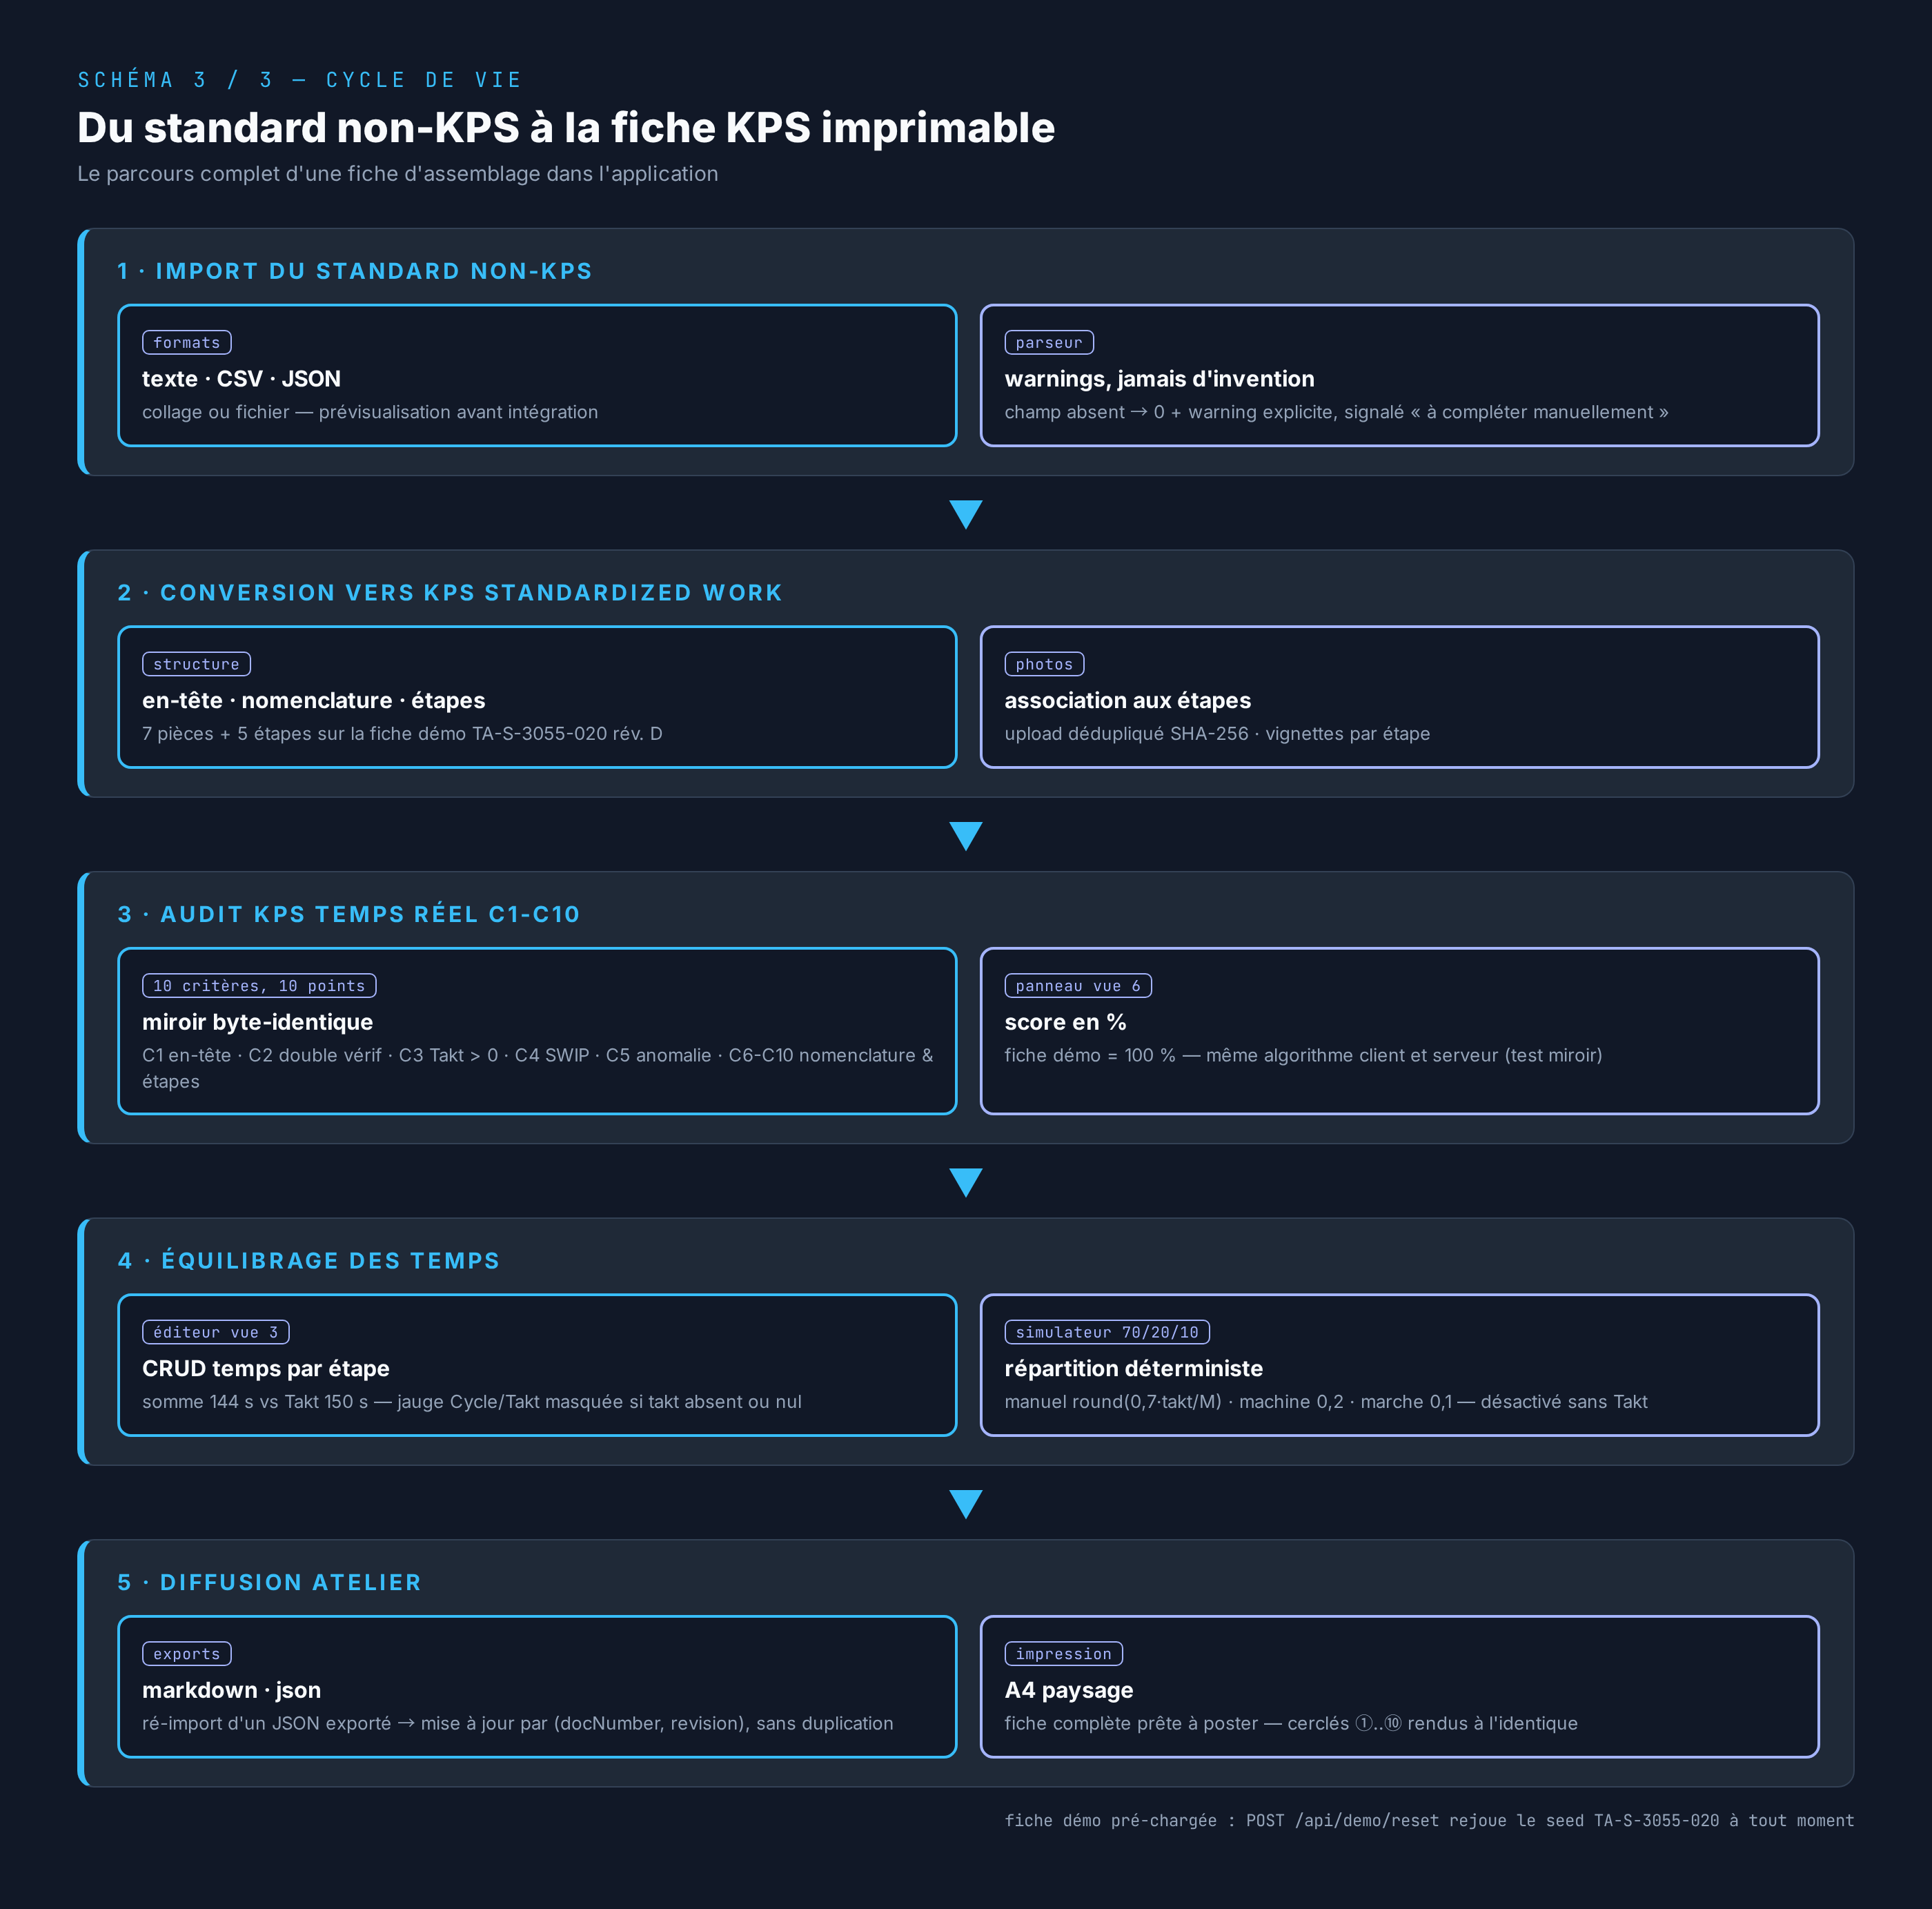 SCHÉMA 3 / 3 — CYCLE DE VIE
Du standard non-KPS à la fiche KPS imprimable
Le parcours complet d'une fiche d'assemblage dans l'application
1 · IMPORT DU STANDARD NON-KPS
formats
texte · CSV · JSON
collage ou fichier — prévisualisation avant intégration
parseur
warnings, jamais d'invention
champ absent → 0 + warning explicite, signalé « à compléter manuellement »
2 · CONVERSION VERS KPS STANDARDIZED WORK
structure
en-tête · nomenclature · étapes
7 pièces + 5 étapes sur la fiche démo TA-S-3055-020 rév. D
photos
association aux étapes
upload dédupliqué SHA-256 · vignettes par étape
3 · AUDIT KPS TEMPS RÉEL C1-C10
10 critères, 10 points
miroir byte-identique
C1 en-tête · C2 double vérif · C3 Takt > 0 · C4 SWIP · C5 anomalie · C6-C10 nomenclature &
étapes
panneau vue 6
score en %
fiche démo = 100 % — même algorithme client et serveur (test miroir)
4 · ÉQUILIBRAGE DES TEMPS
éditeur vue 3
CRUD temps par étape
somme 144 s vs Takt 150 s — jauge Cycle/Takt masquée si takt absent ou nul
simulateur 70/20/10
répartition déterministe
manuel round(0,7·takt/M) · machine 0,2 · marche 0,1 — désactivé sans Takt
5 · DIFFUSION ATELIER
exports
markdown · json
ré-import d'un JSON exporté → mise à jour par (docNumber, revision), sans duplication
impression
A4 paysage
fiche complète prête à poster — cerclés ①..⑩ rendus à l'identique
fiche démo pré-chargée : POST /api/demo/reset rejoue le seed TA-S-3055-020 à tout moment